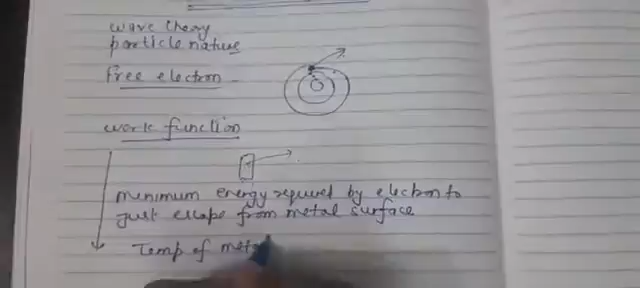 wave theory
particle nature
Free electron
work function
minimum energy required by electron to
just escape from metal surface
Temp of meta